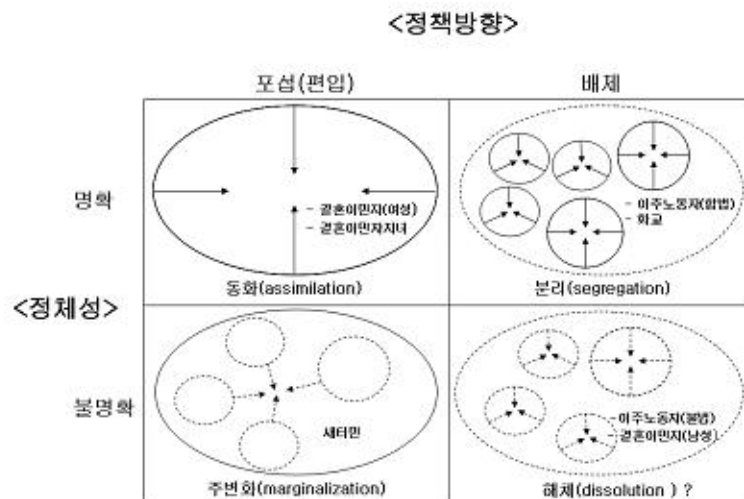 <정책방향>
포섭(편입)
배제
명확
- 결혼이민자(여성)
- 결혼이민자자녀
동화(assimilation)
- 이주노동자(합법)
- 화교
분리(segregation)
<정체성>
불명확
새터민
주변화(marginalization)
-이주노동자(불법)
- 결혼이민자(남성)
해체(dissolution ) ?